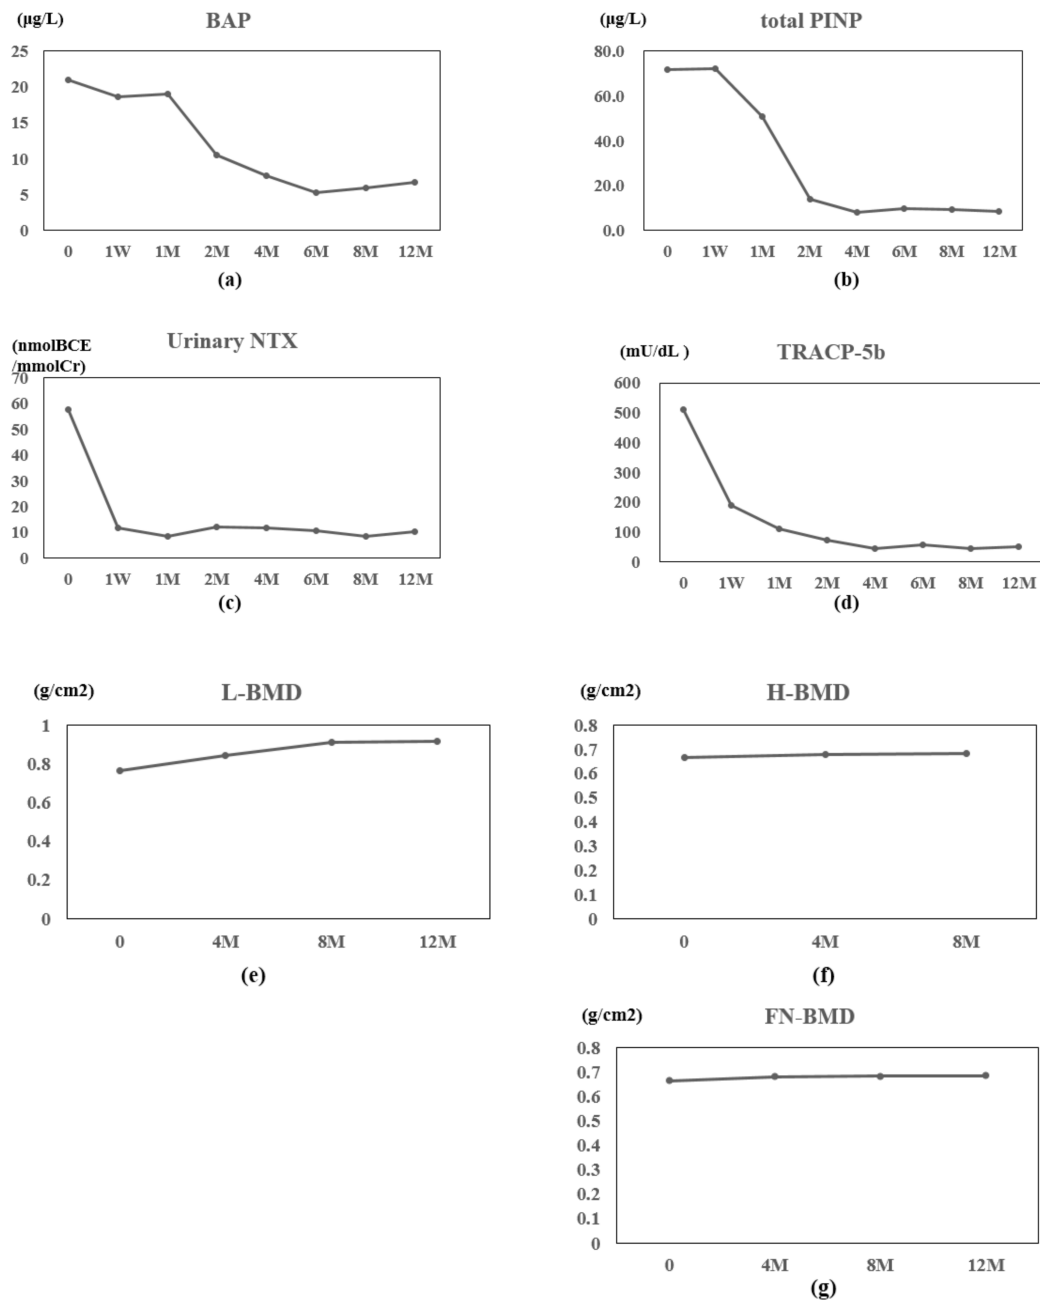 (μg/L)
BAP
25
20
15
10
5
0
0 1W 1M 2M 4M 6M 8M 12M
(a)
(μg/L)
total PINP
80.0
60.0
40.0
20.0
0.0
0 1W 1M 2M 4M 6M 8M 12M
(b)
(nmolBCE
/mmolCr)
Urinary NTX
70
60
50
40
30
20
10
0
0 1W 1M 2M 4M 6M 8M 12M
(c)
(mU/dL )
TRACP-5b
600
500
400
300
200
100
0
0 1W 1M 2M 4M 6M 8M 12M
(d)
(g/cm2)
L-BMD
1
0.8
0.6
0.4
0.2
0
0 4M 8M 12M
(e)
(g/cm2)
H-BMD
0.8
0.7
0.6
0.5
0.4
0.3
0.2
0.1
0
0 4M 8M
(f)
(g/cm2)
FN-BMD
0.8
0.7
0.6
0.5
0.4
0.3
0.2
0.1
0
0 4M 8M 12M
(g)